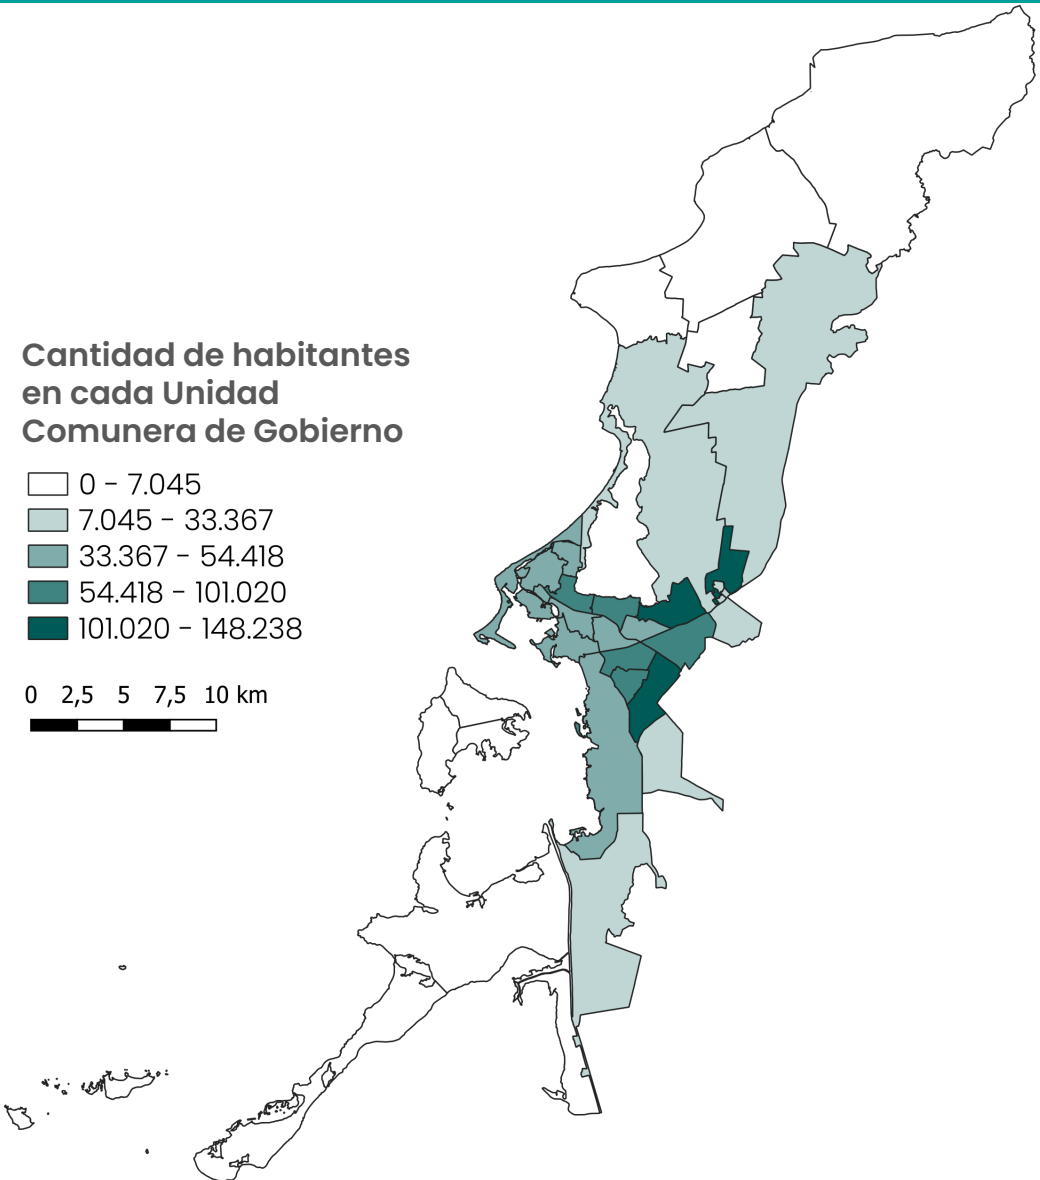 Cantidad de habitantes
en cada Unidad
Comunera de Gobierno
0 - 7.045
7.045 - 33.367
33.367 - 54.418
54.418 - 101.020
101.020 - 148.238
0 2,5 5 7,5 10 km